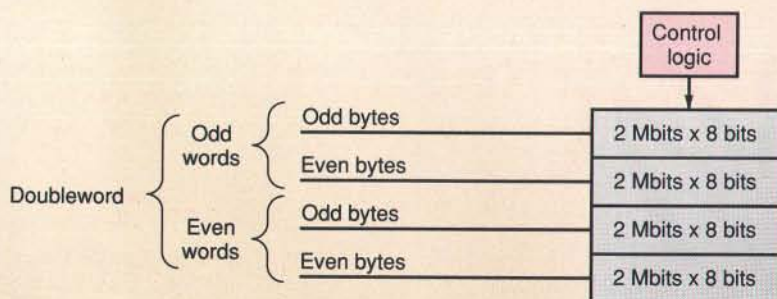 Control
logic
Odd bytes
2 Mbits x 8 bits
Odd
words
Even bytes
2 Mbits x 8 bits
Doubleword
Odd bytes
2 Mbits x 8 bits
Even
words
Even bytes
2 Mbits x 8 bits